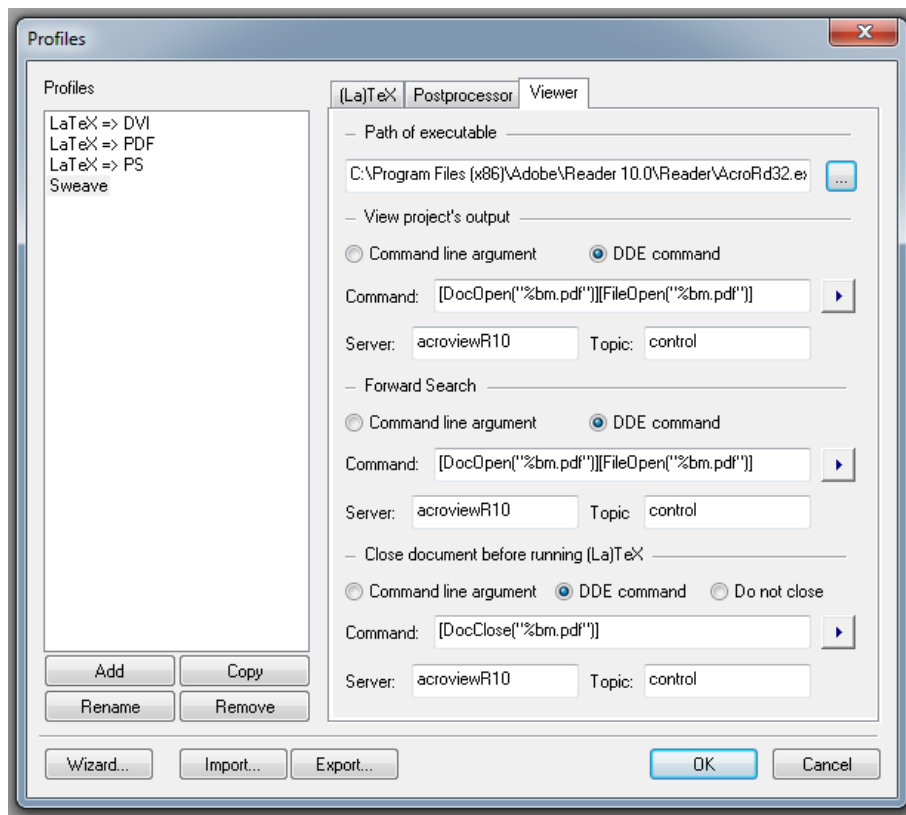 Profiles
Profiles
LaTeX => DVI
LaTeX => PDF
LaTeX => PS
Sweave
Add Copy
Rename Remove
(La)TeX Postprocessor Viewer
Path of executable
C:\Program Files (x86)\Adobe\Reader 10.0\Reader\AcroRd32.ex ...
View project's output
Command line argument DDE command
Command: [DocOpen("%bm.pdf")][FileOpen("%bm.pdf")]
Server: acroviewR10 Topic: control
Forward Search
Command line argument DDE command
Command: [DocOpen("%bm.pdf")][FileOpen("%bm.pdf")]
Server: acroviewR10 Topic control
Close document before running (La)TeX
Command line argument DDE command Do not close
Command: [DocClose("%bm.pdf")]
Server: acroviewR10 Topic: control
Wizard... Import... Export... OK Cancel